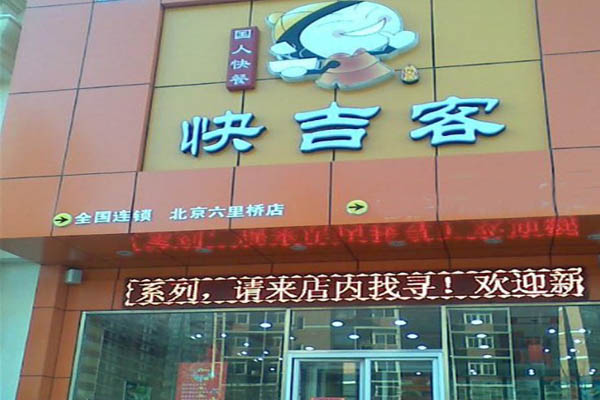 国人快餐
快吉客
全国连锁 北京六里桥店
系列，请来店内找寻！欢迎新